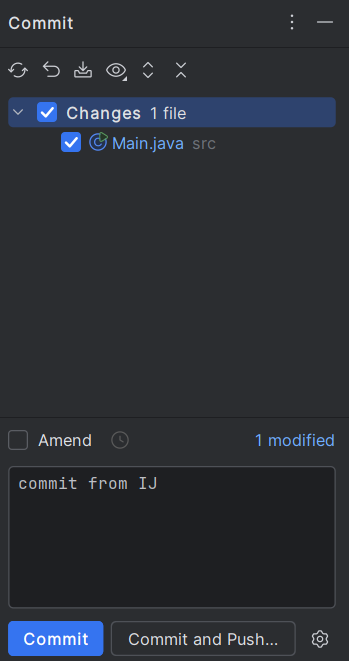 Commit
Changes 1 file
Main.java src
Amend
1 modified
commit from IJ
Commit
Commit and Push...